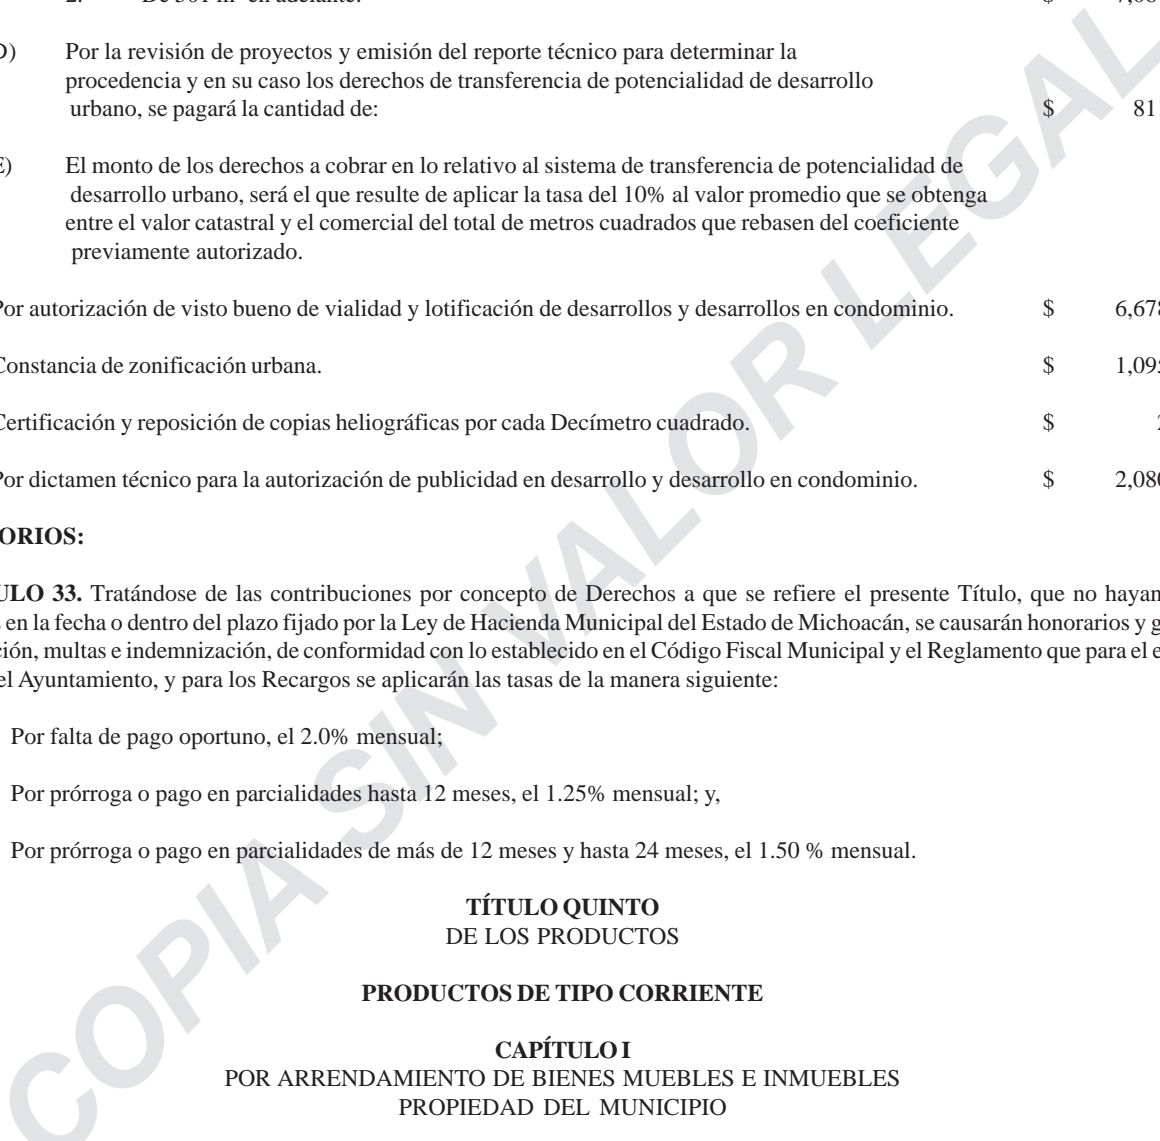 2. De 501 m² en adelante. $
D) Por la revisión de proyectos y emisión del reporte técnico para determinar la
procedencia y en su caso los derechos de transferencia de potencialidad de desarrollo
urbano, se pagará la cantidad de: $ 811
E) El monto de los derechos a cobrar en lo relativo al sistema de transferencia de potencialidad de
desarrollo urbano, será el que resulte de aplicar la tasa del 10% al valor promedio que se obtenga
entre el valor catastral y el comercial del total de metros cuadrados que rebasen del coeficiente
previamente autorizado.
Por autorización de visto bueno de vialidad y lotificación de desarrollos y desarrollos en condominio. $ 6,678
Constancia de zonificación urbana. $ 1,095
Certificación y reposición de copias heliográficas por cada Decímetro cuadrado. $ 2
Por dictamen técnico para la autorización de publicidad en desarrollo y desarrollo en condominio. $ 2,080
ORIOS:
ULO 33. Tratándose de las contribuciones por concepto de Derechos a que se refiere el presente Título, que no hayan
en la fecha o dentro del plazo fijado por la Ley de Hacienda Municipal del Estado de Michoacán, se causarán honorarios y g
ción, multas e indemnización, de conformidad con lo establecido en el Código Fiscal Municipal y el Reglamento que para el e
el Ayuntamiento, y para los Recargos se aplicarán las tasas de la manera siguiente:
Por falta de pago oportuno, el 2.0% mensual;
Por prórroga o pago en parcialidades hasta 12 meses, el 1.25% mensual; y,
Por prórroga o pago en parcialidades de más de 12 meses y hasta 24 meses, el 1.50 % mensual.
TÍTULO QUINTO
DE LOS PRODUCTOS
PRODUCTOS DE TIPO CORRIENTE
CAPÍTULO I
POR ARRENDAMIENTO DE BIENES MUEBLES E INMUEBLES
PROPIEDAD DEL MUNICIPIO
COPIA SIN VALOR LEGAL